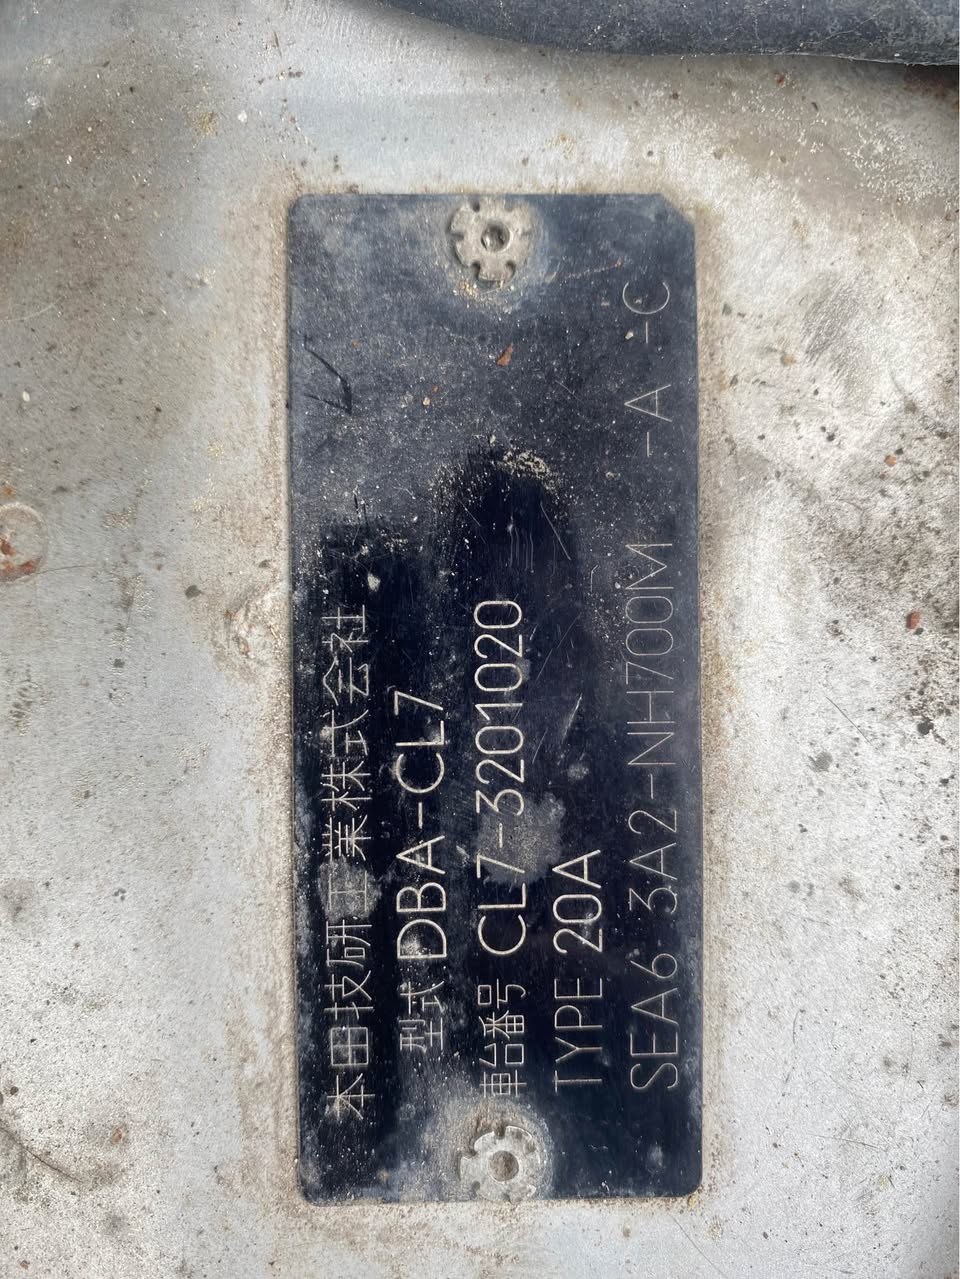 本田技研工業株式会社
型式 DBA-CL7
車台番号 CL7-3201020
TYPE 20A
SEA6 3A2-NH700M -A -C